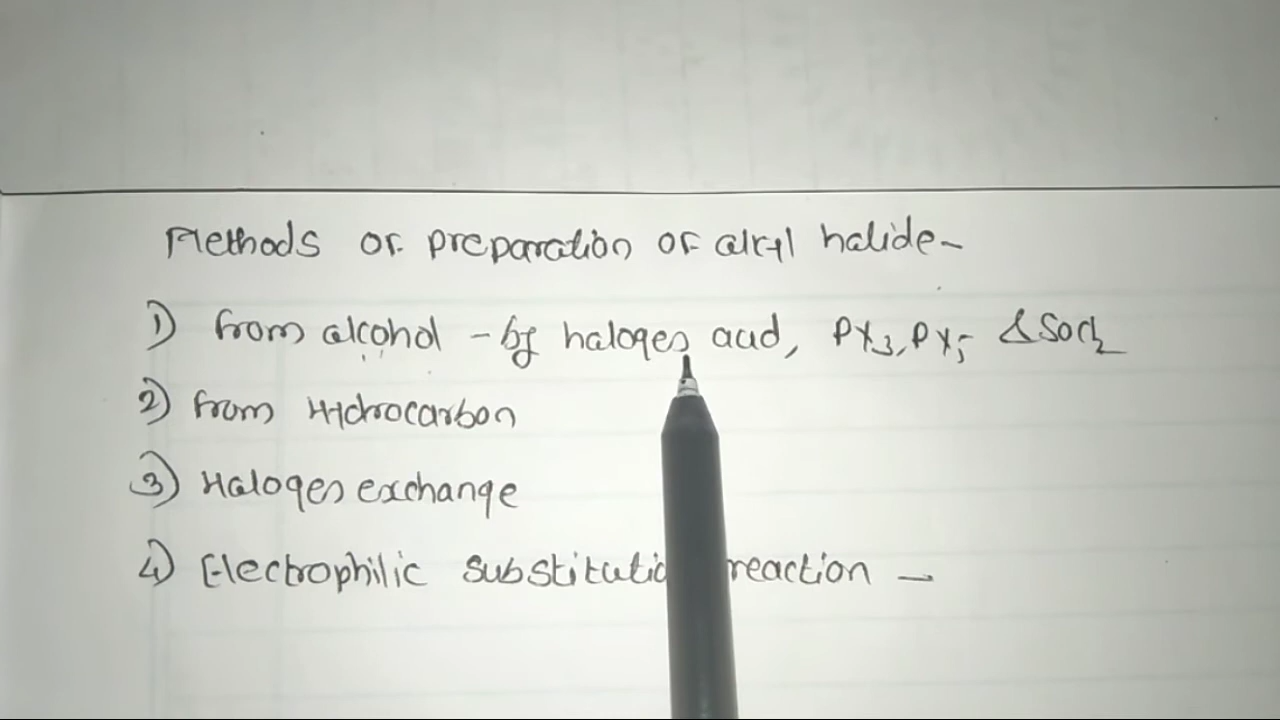 Methods of preparation of alkyl halide-
1) from alcohol - by halogen acid, PX3, PX5 & SOCl2
2) from Hydrocarbon
3) Halogen exchange
4) Electrophilic substitutio reaction -